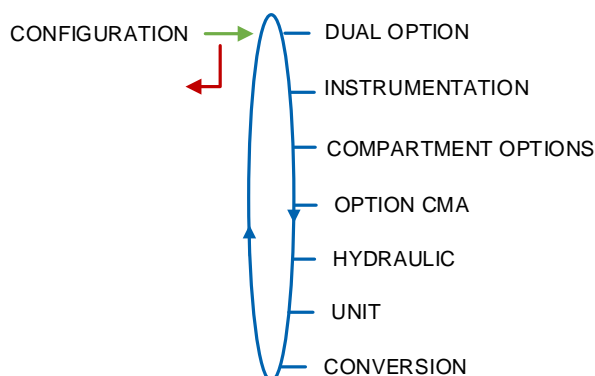 CONFIGURATION
DUAL OPTION
INSTRUMENTATION
COMPARTMENT OPTIONS
OPTION CMA
HYDRAULIC
UNIT
CONVERSION